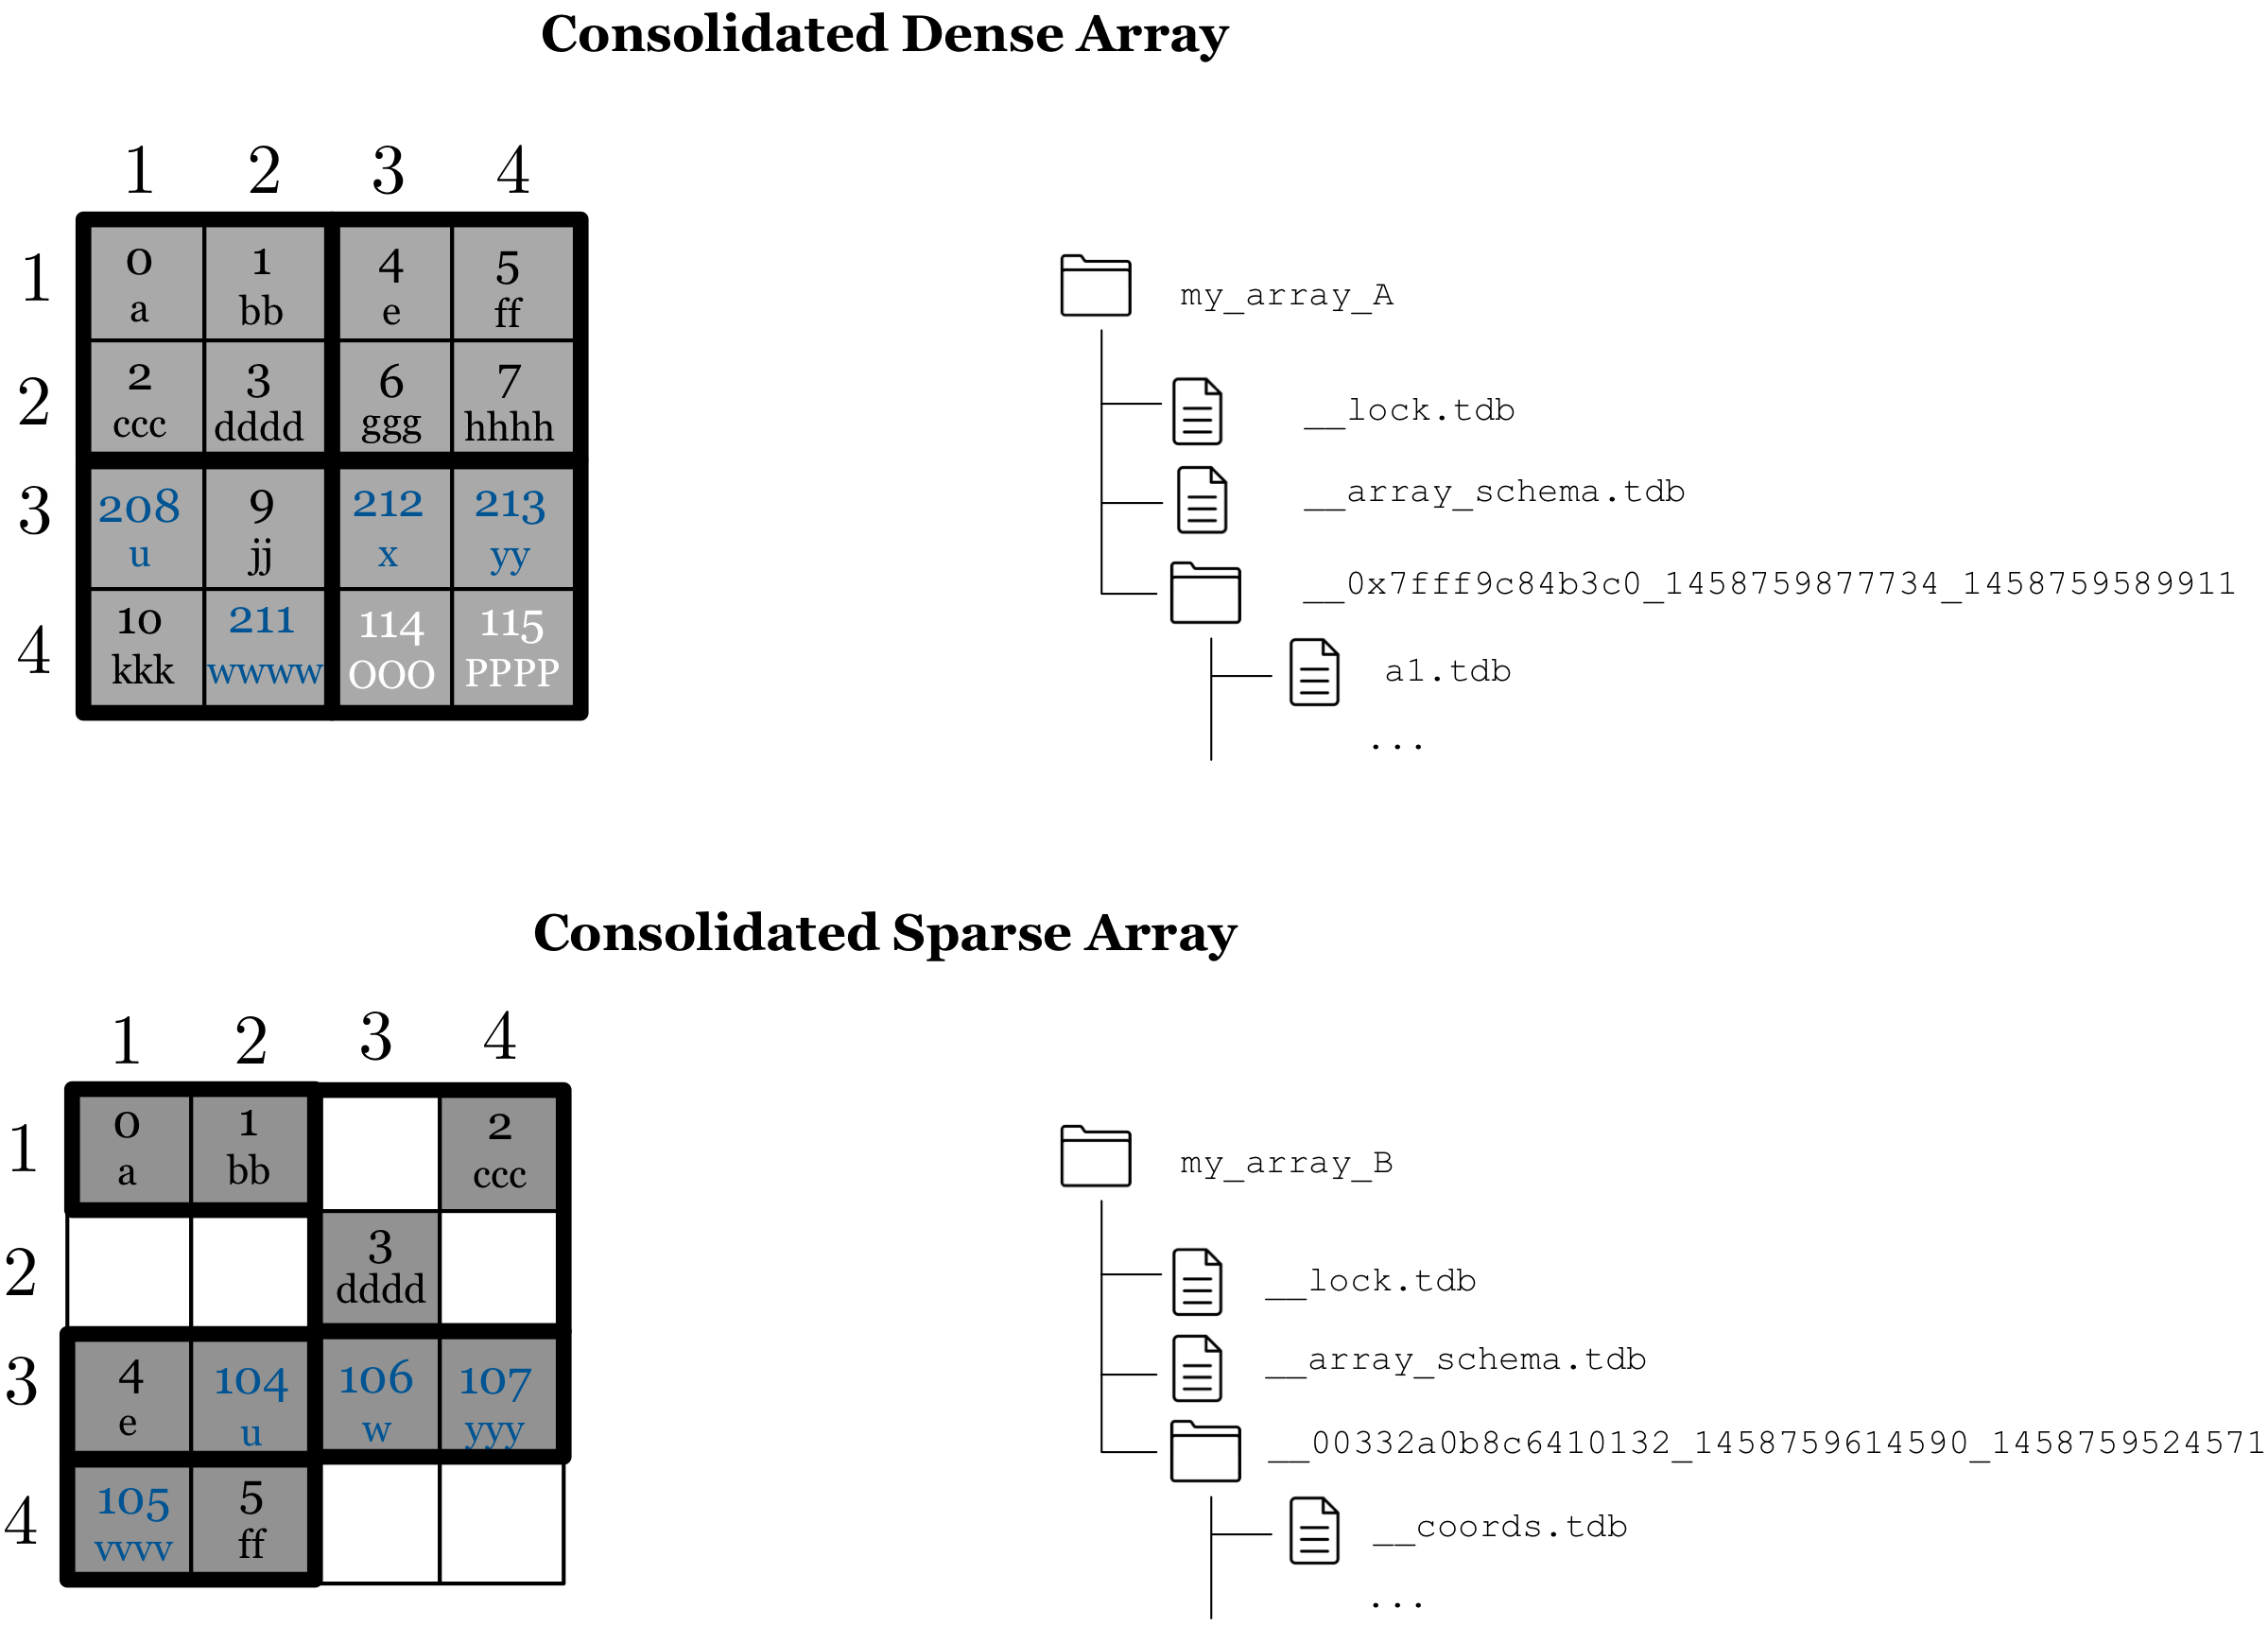 Consolidated Dense Array
1 2 3 4
1 0 1 4 5
a bb e ff
2 2 3 6 7
ccc dddd ggg hhhh
3 208 9 212 213
u jj x yy
4 10 211 114 115
kkk wwww OOO PPPP
my_array_A
__lock.tdb
__array_schema.tdb
__0x7fff9c84b3c0_1458759877734_1458759589911
a1.tdb
...
Consolidated Sparse Array
1 2 3 4
1 0 1 2
a bb ccc
2 3
dddd
3 4 104 106 107
e u w yyy
4 105 5
vvvv ff
my_array_B
__lock.tdb
__array_schema.tdb
__00332a0b8c6410132_1458759614590_1458759524571
__coords.tdb
...